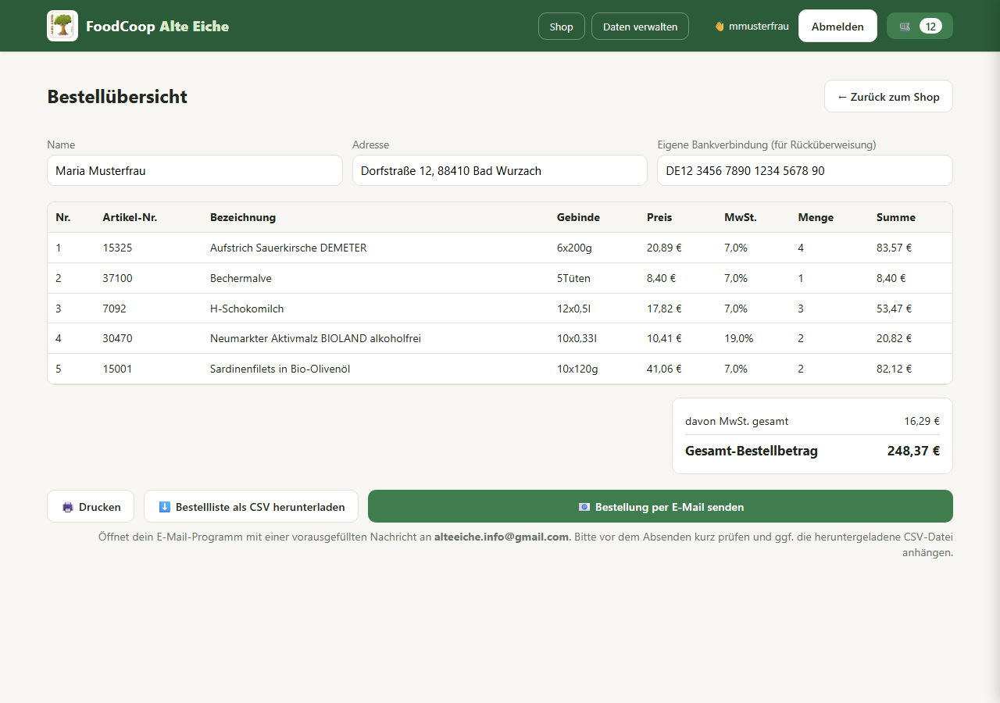 FoodCoop Alte Eiche
Shop
Daten verwalten
👋 mmusterfrau
Abmelden
12
Bestellübersicht
← Zurück zum Shop
Name
Adresse
Eigene Bankverbindung (für Rücküberweisung)
Maria Musterfrau
Dorfstraße 12, 88410 Bad Wurzach
DE12 3456 7890 1234 5678 90
Nr. Artikel-Nr. Bezeichnung Gebinde Preis MwSt. Menge Summe
1 15325 Aufstrich Sauerkirsche DEMETER 6x200g 20,89 € 7,0% 4 83,57 €
2 37100 Bechermalve 5Tüten 8,40 € 7,0% 1 8,40 €
3 7092 H-Schokomilch 12x0,5l 17,82 € 7,0% 3 53,47 €
4 30470 Neumarkter Aktivmalz BIOLAND alkoholfrei 10x0,33l 10,41 € 19,0% 2 20,82 €
5 15001 Sardinenfilets in Bio-Olivenöl 10x120g 41,06 € 7,0% 2 82,12 €
davon MwSt. gesamt 16,29 €
Gesamt-Bestellbetrag 248,37 €
Drucken
Bestellliste als CSV herunterladen
Bestellung per E-Mail senden
Öffnet dein E-Mail-Programm mit einer vorausgefüllten Nachricht an alteeiche.info@gmail.com. Bitte vor dem Absenden kurz prüfen und ggf. die heruntergeladene CSV-Datei
anhängen.